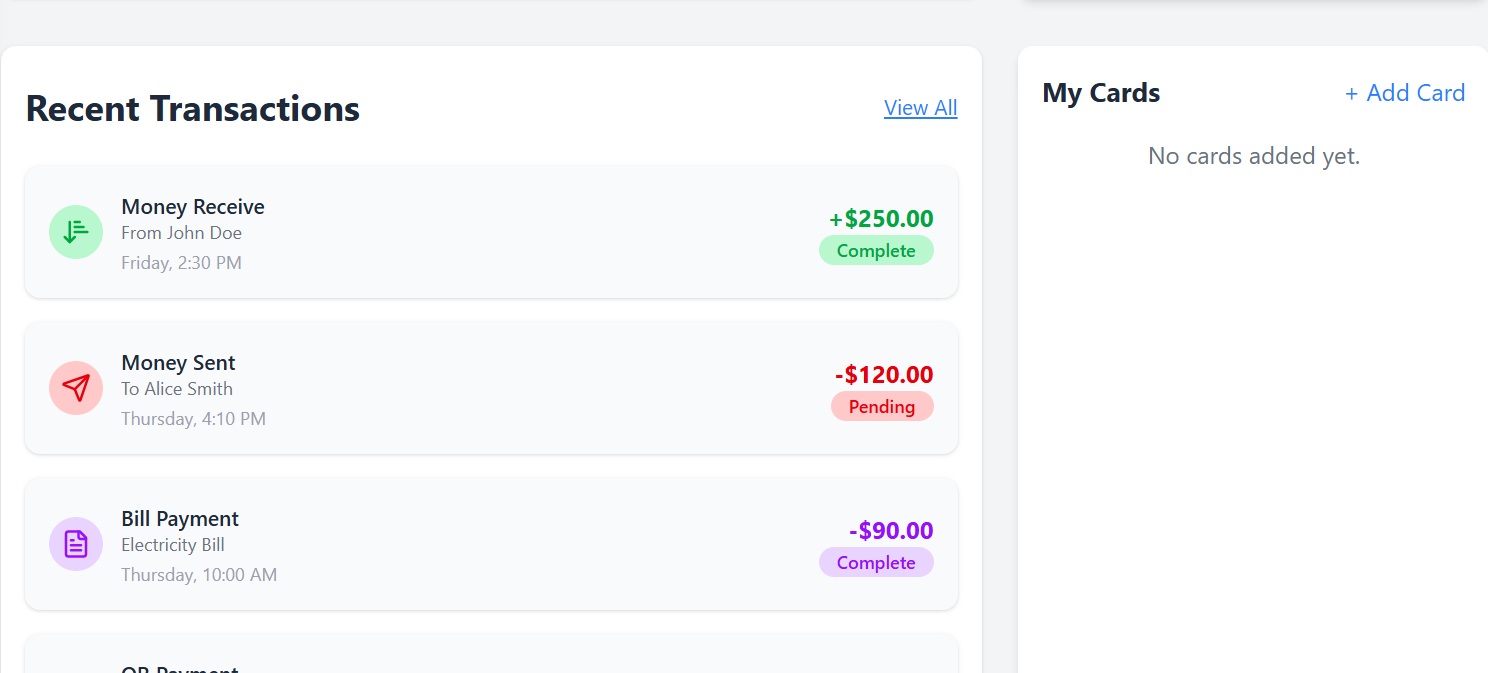 Recent Transactions
View All
Money Receive
From John Doe
Friday, 2:30 PM
+$250.00
Complete
Money Sent
To Alice Smith
Thursday, 4:10 PM
-$120.00
Pending
Bill Payment
Electricity Bill
Thursday, 10:00 AM
-$90.00
Complete
QR Payment
My Cards
+ Add Card
No cards added yet.